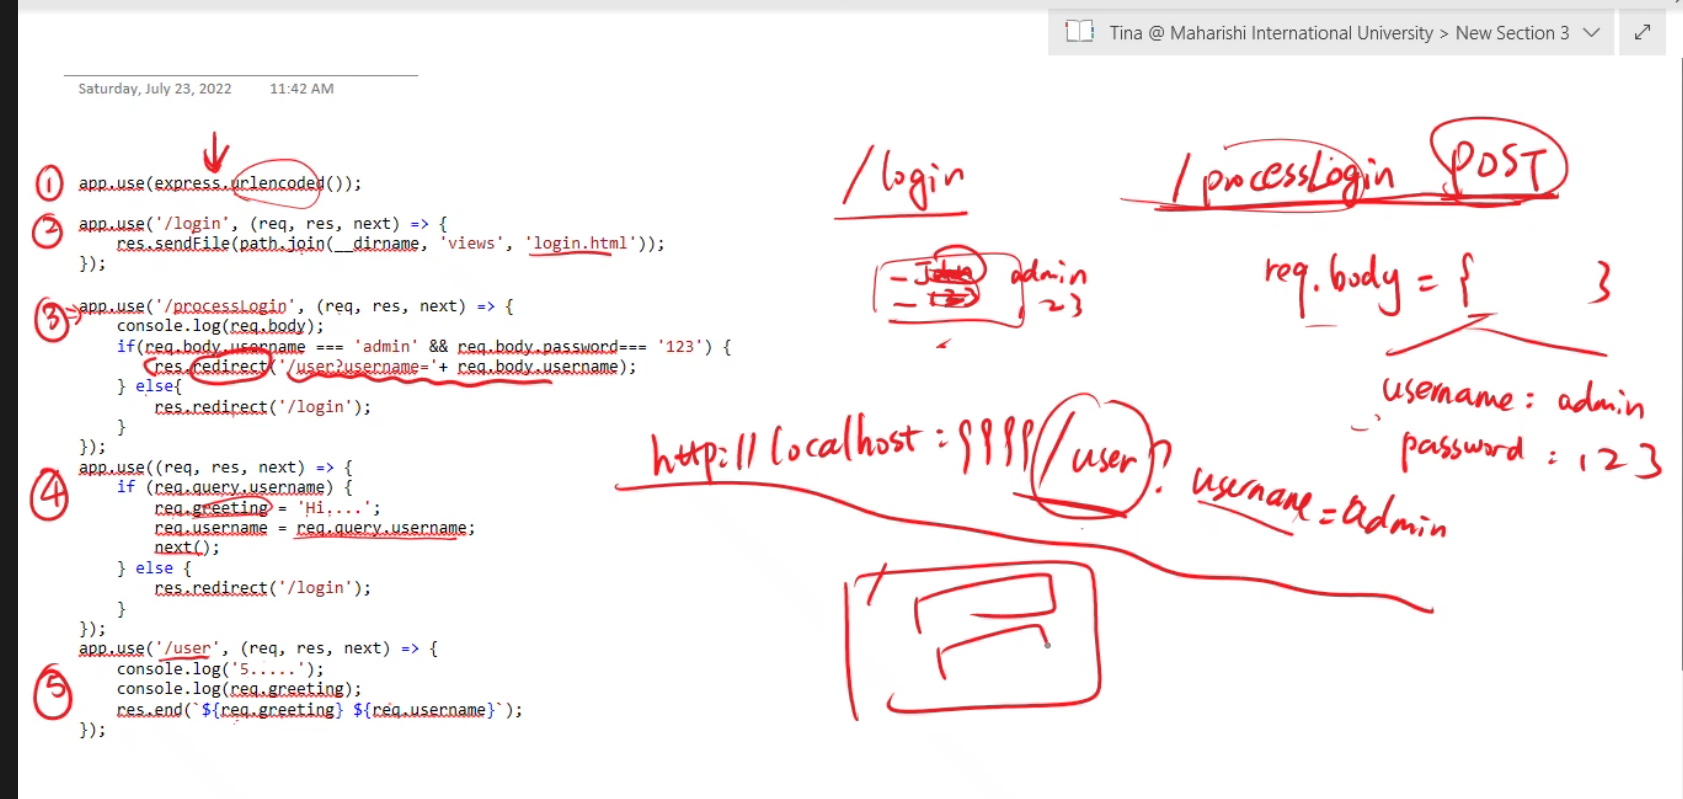 Tina @ Maharishi International University > New Section 3
Saturday, July 23, 2022 11:42 AM
① app.use(express.urlencoded());
② app.use('/login', (req, res, next) => {
res.sendFile(path.join(__dirname, 'views', 'login.html'));
});
③ app.use('/processLogin', (req, res, next) => {
console.log(req.body);
if(req.body.username === 'admin' && req.body.password=== '123') {
res.redirect('/user?username='+ req.body.username);
} else{
res.redirect('/login');
}
});
④ app.use((req, res, next) => {
if (req.query.username) {
req.greeting = 'Hi,...';
req.username = req.query.username;
next();
} else {
res.redirect('/login');
}
});
⑤ app.use('/user', (req, res, next) => {
console.log('5.....');
console.log(req.greeting);
res.end(`${req.greeting} ${req.username}`);
});
/login
- John admin
- 123
/processLogin POST
req.body = { }
username : admin
password : 123
http://localhost:9999/user?username=admin